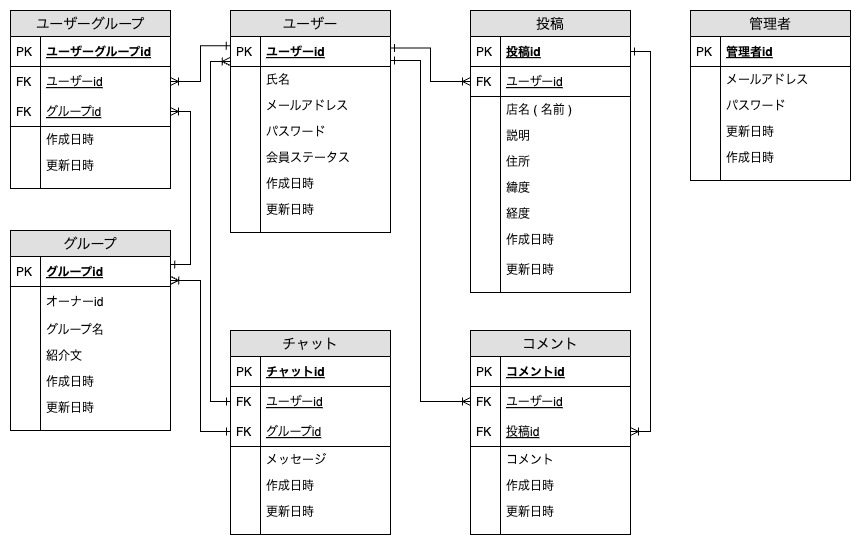 ユーザーグループ
PK ユーザーグループid
FK ユーザーid
FK グループid
作成日時
更新日時
ユーザー
PK ユーザーid
氏名
メールアドレス
パスワード
会員ステータス
作成日時
更新日時
投稿
PK 投稿id
FK ユーザーid
店名 ( 名前 )
説明
住所
緯度
経度
作成日時
更新日時
管理者
PK 管理者id
メールアドレス
パスワード
更新日時
作成日時
グループ
PK グループid
オーナーid
グループ名
紹介文
作成日時
更新日時
チャット
PK チャットid
FK ユーザーid
FK グループid
メッセージ
作成日時
更新日時
コメント
PK コメントid
FK ユーザーid
FK 投稿id
コメント
作成日時
更新日時